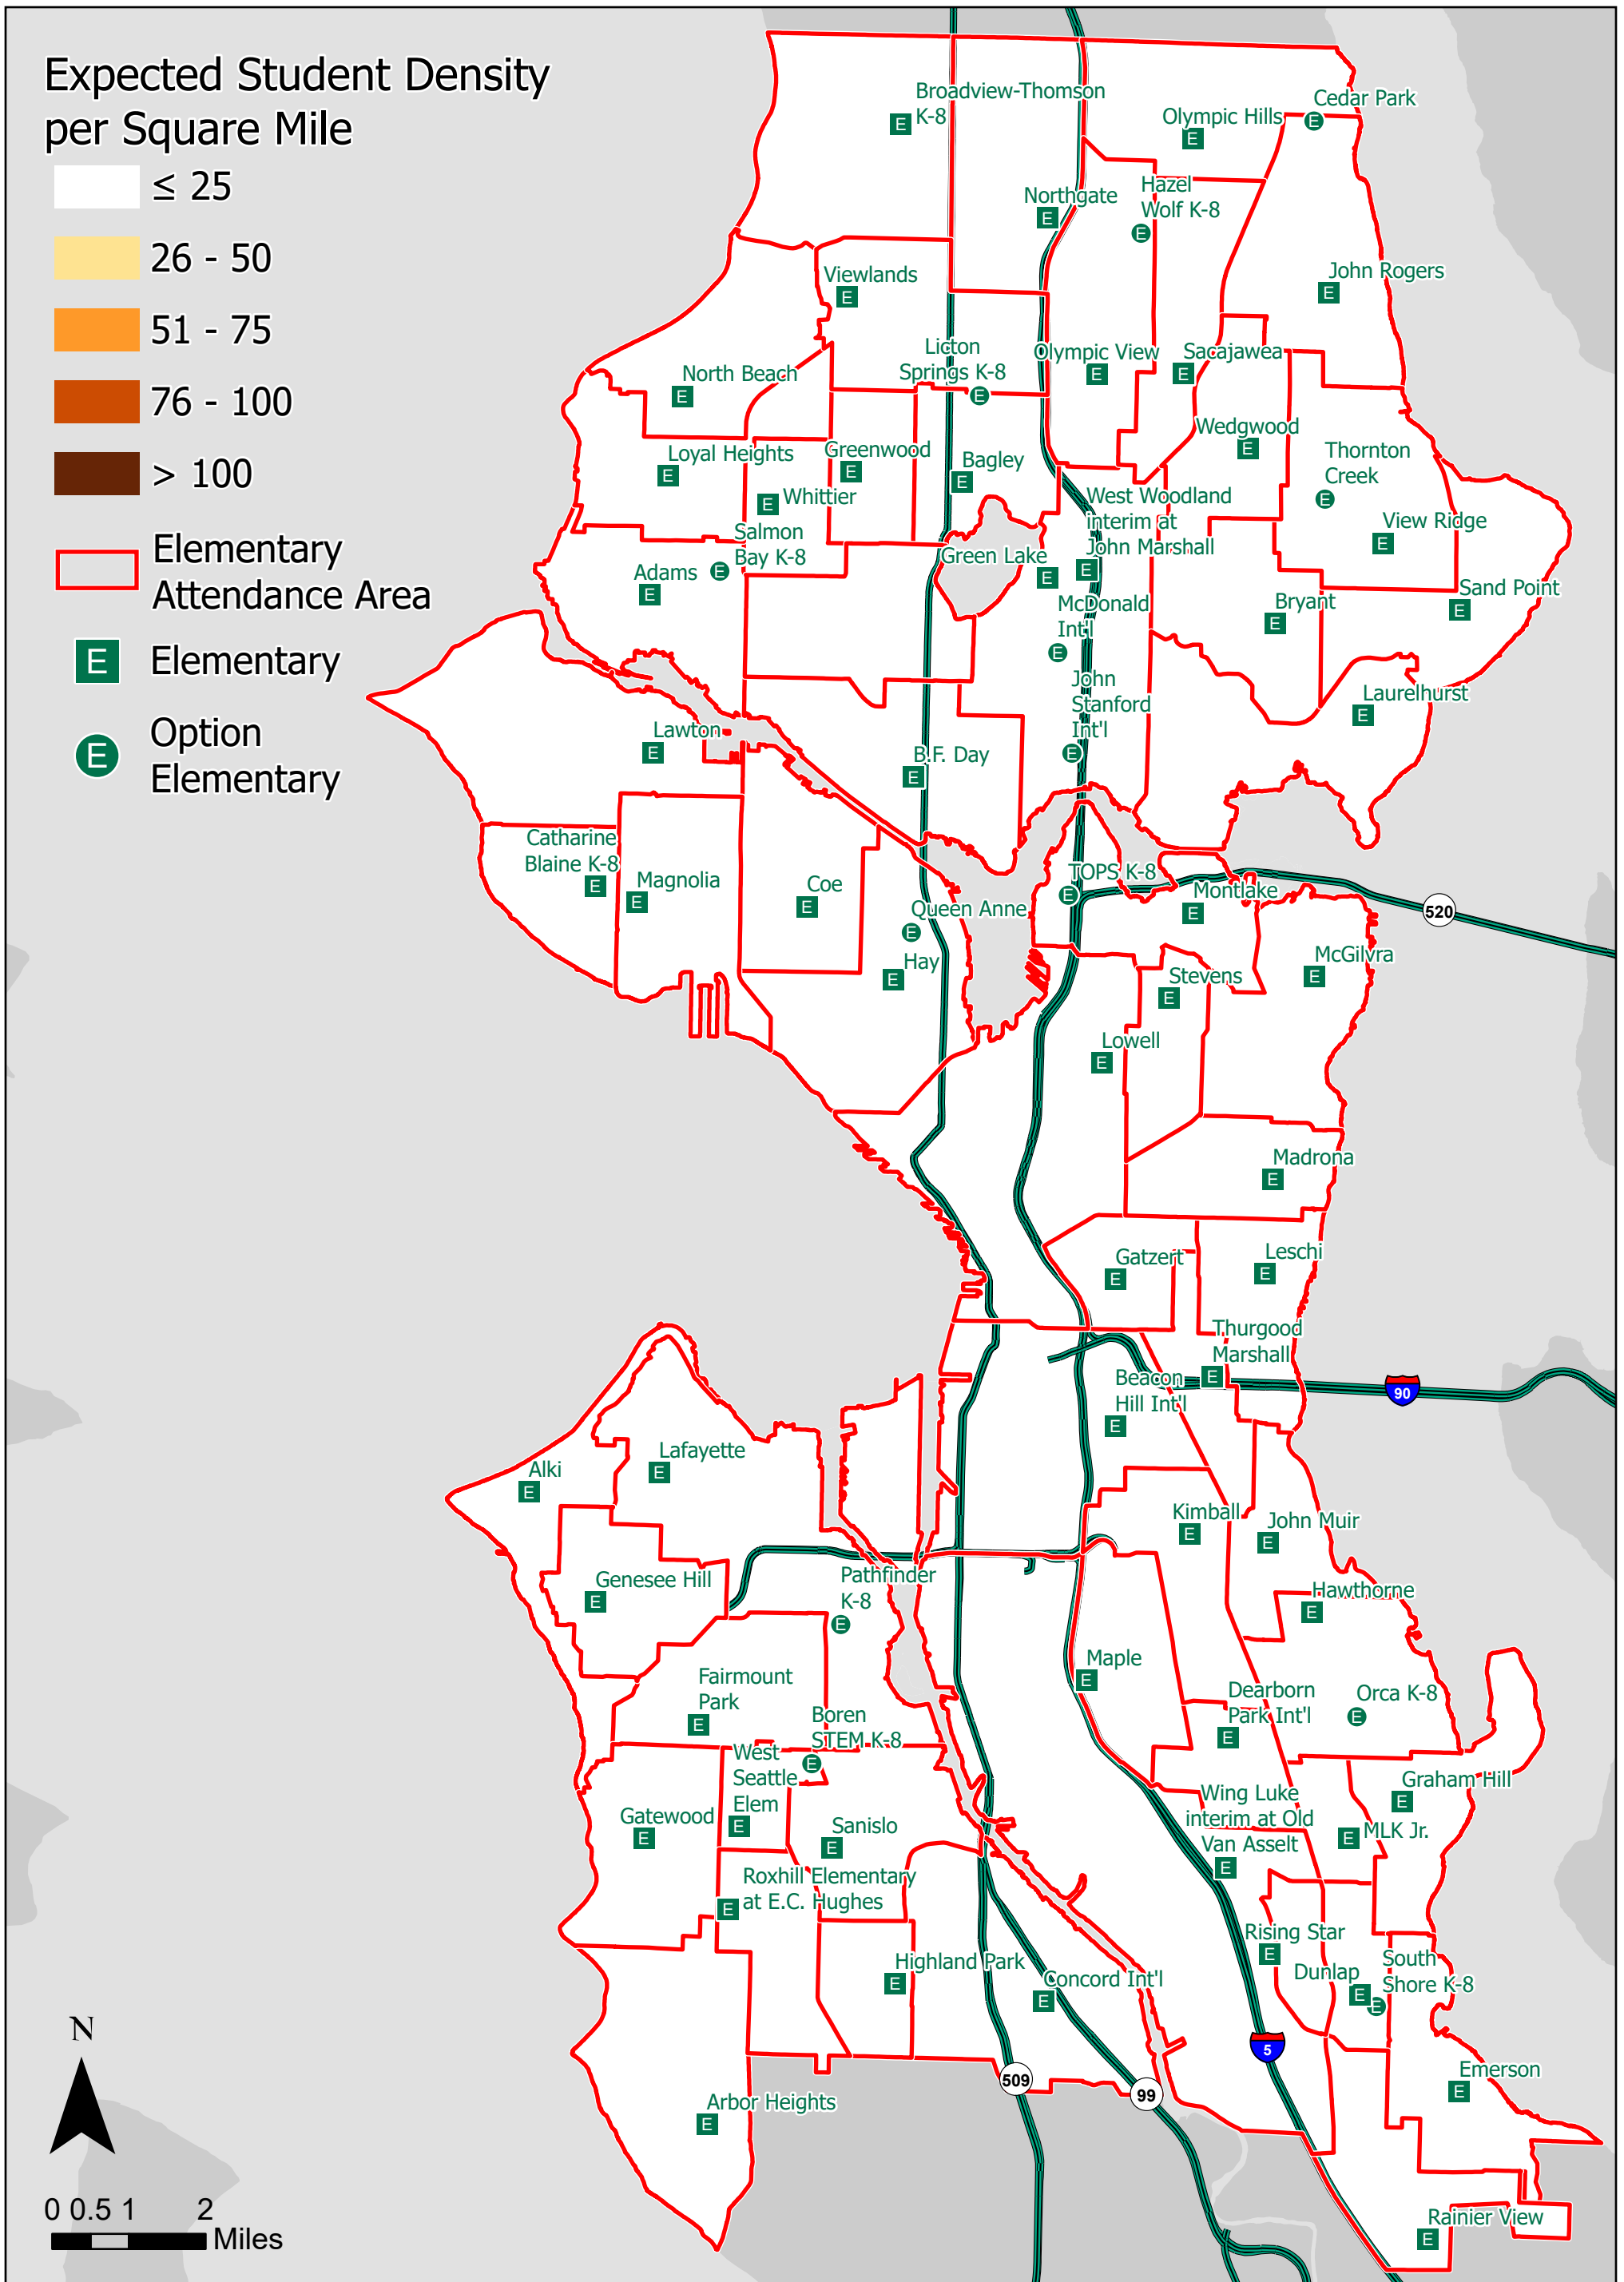 Expected Student Density
per Square Mile
≤ 25
26 - 50
51 - 75
76 - 100
> 100
Elementary
Attendance Area
E
Elementary
E
Option
Elementary
Broadview-Thomson
K-8
E
Olympic Hills
E
Cedar Park
E
Northgate
E
Hazel
Wolf K-8
E
Viewlands
E
John Rogers
E
Licton
Springs K-8
E
Olympic View
E
Sacajawea
E
North Beach
E
Wedgwood
E
Loyal Heights
E
Greenwood
E
Bagley
E
Thornton
Creek
E
Whittier
E
West Woodland
interim at
John Marshall
E
View Ridge
E
Salmon
Bay K-8
E
Green Lake
E
Adams
E
Sand Point
E
McDonald
Int'l
E
Bryant
E
John
Stanford
Int'l
E
Laurelhurst
E
Lawton
E
B.F. Day
E
Catharine
Blaine K-8
E
Magnolia
E
Coe
E
TOPS K-8
E
Montlake
E
520
Queen Anne
E
Hay
E
Stevens
E
McGilvra
E
Lowell
E
Madrona
E
Gatzert
E
Leschi
E
Thurgood
Marshall
E
Beacon
Hill Int'l
E
90
Lafayette
E
Alki
E
Kimball
E
John Muir
E
Genesee Hill
E
Pathfinder
K-8
E
Hawthorne
E
Fairmount
Park
E
Maple
E
Dearborn
Park Int'l
E
Orca K-8
E
Boren
STEM K-8
E
West
Seattle
Elem
E
Gatewood
E
Sanislo
E
Wing Luke
interim at Old
Van Asselt
E
Graham Hill
E
MLK Jr.
E
Roxhill Elementary
at E.C. Hughes
E
Rising Star
E
Highland Park
E
Concord Int'l
E
Dunlap
E
South
Shore K-8
E
5
509
99
Emerson
E
Arbor Heights
E
Rainier View
E
N
0 0.5 1 2
Miles